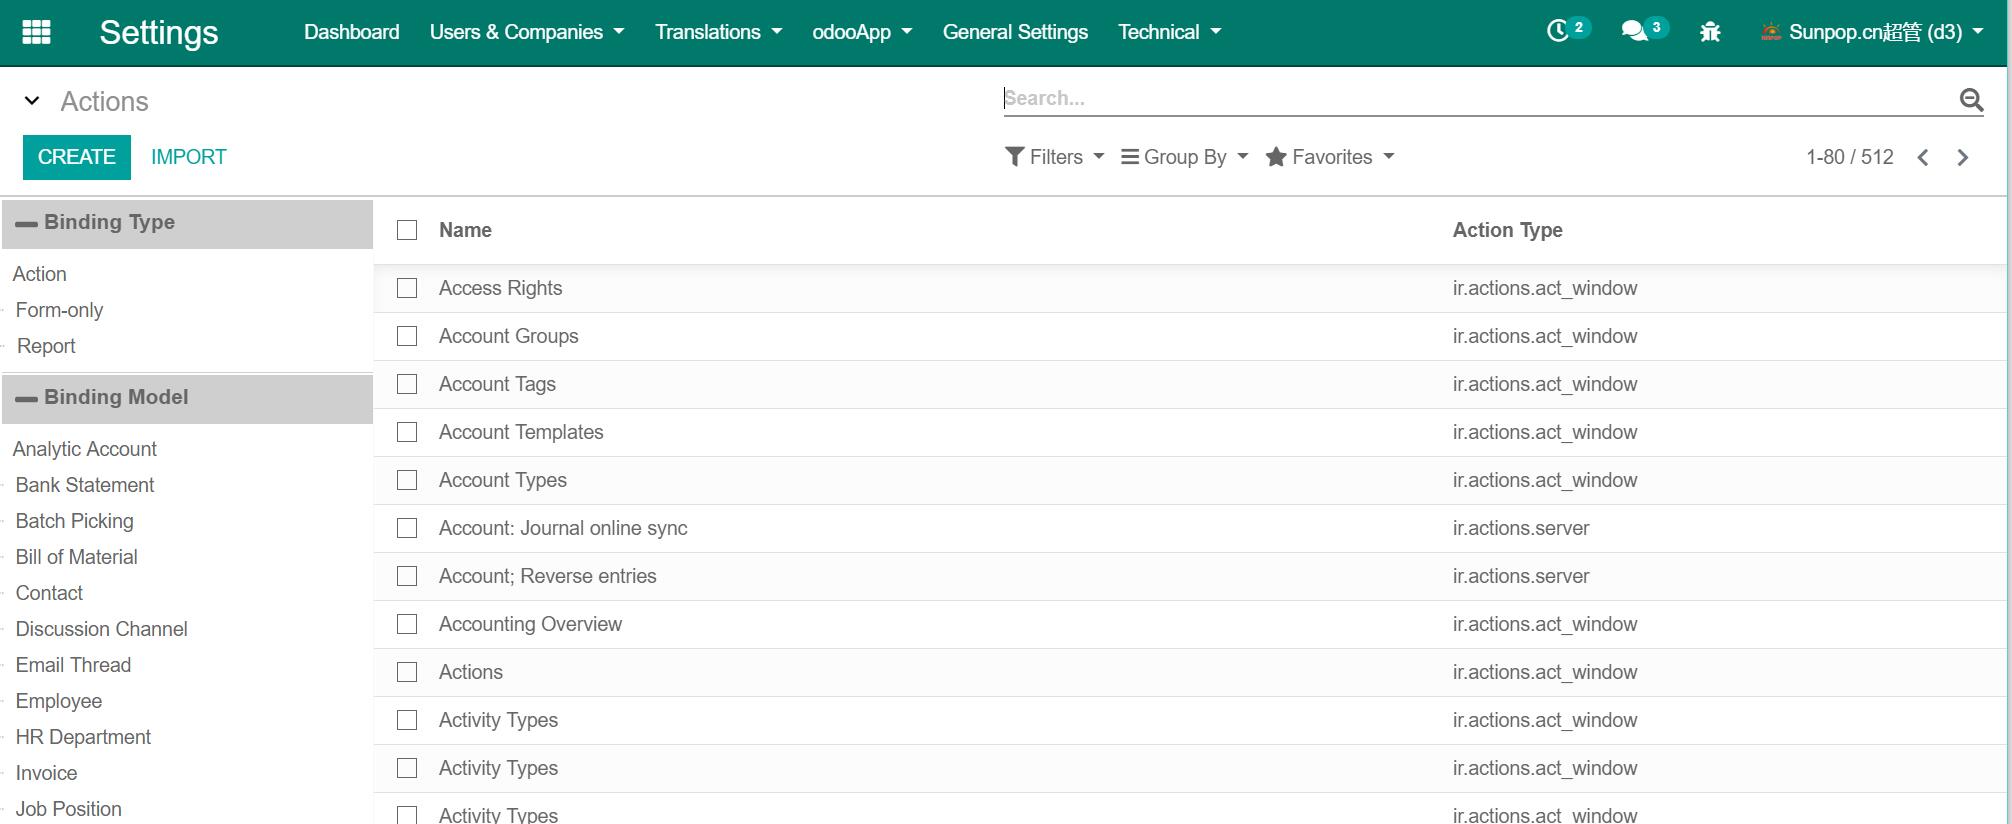 Settings Dashboard Users & Companies Translations odooApp General Settings Technical 2 3 Sunpop.cn超管 (d3)
Actions Search...
CREATE IMPORT Filters Group By Favorites 1-80 / 512
Binding Type
Action
Form-only
Report
Binding Model
Analytic Account
Bank Statement
Batch Picking
Bill of Material
Contact
Discussion Channel
Email Thread
Employee
HR Department
Invoice
Job Position
Name Action Type
Access Rights ir.actions.act_window
Account Groups ir.actions.act_window
Account Tags ir.actions.act_window
Account Templates ir.actions.act_window
Account Types ir.actions.act_window
Account: Journal online sync ir.actions.server
Account; Reverse entries ir.actions.server
Accounting Overview ir.actions.act_window
Actions ir.actions.act_window
Activity Types ir.actions.act_window
Activity Types ir.actions.act_window
Activity Types ir.actions.act_window